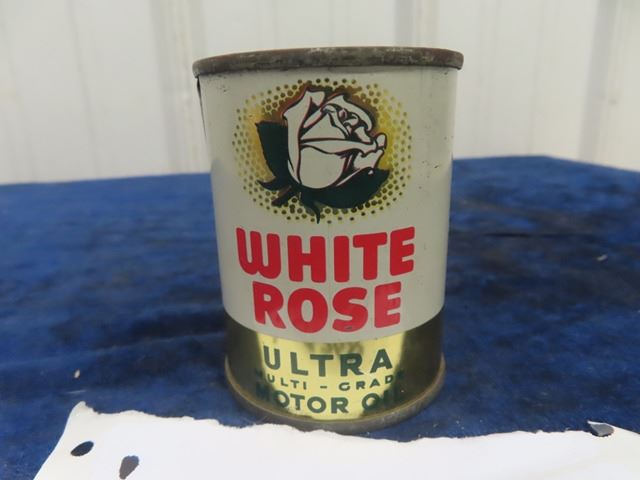 WHITE
ROSE
ULTRA
MULTI - GRADE
MOTOR OIL